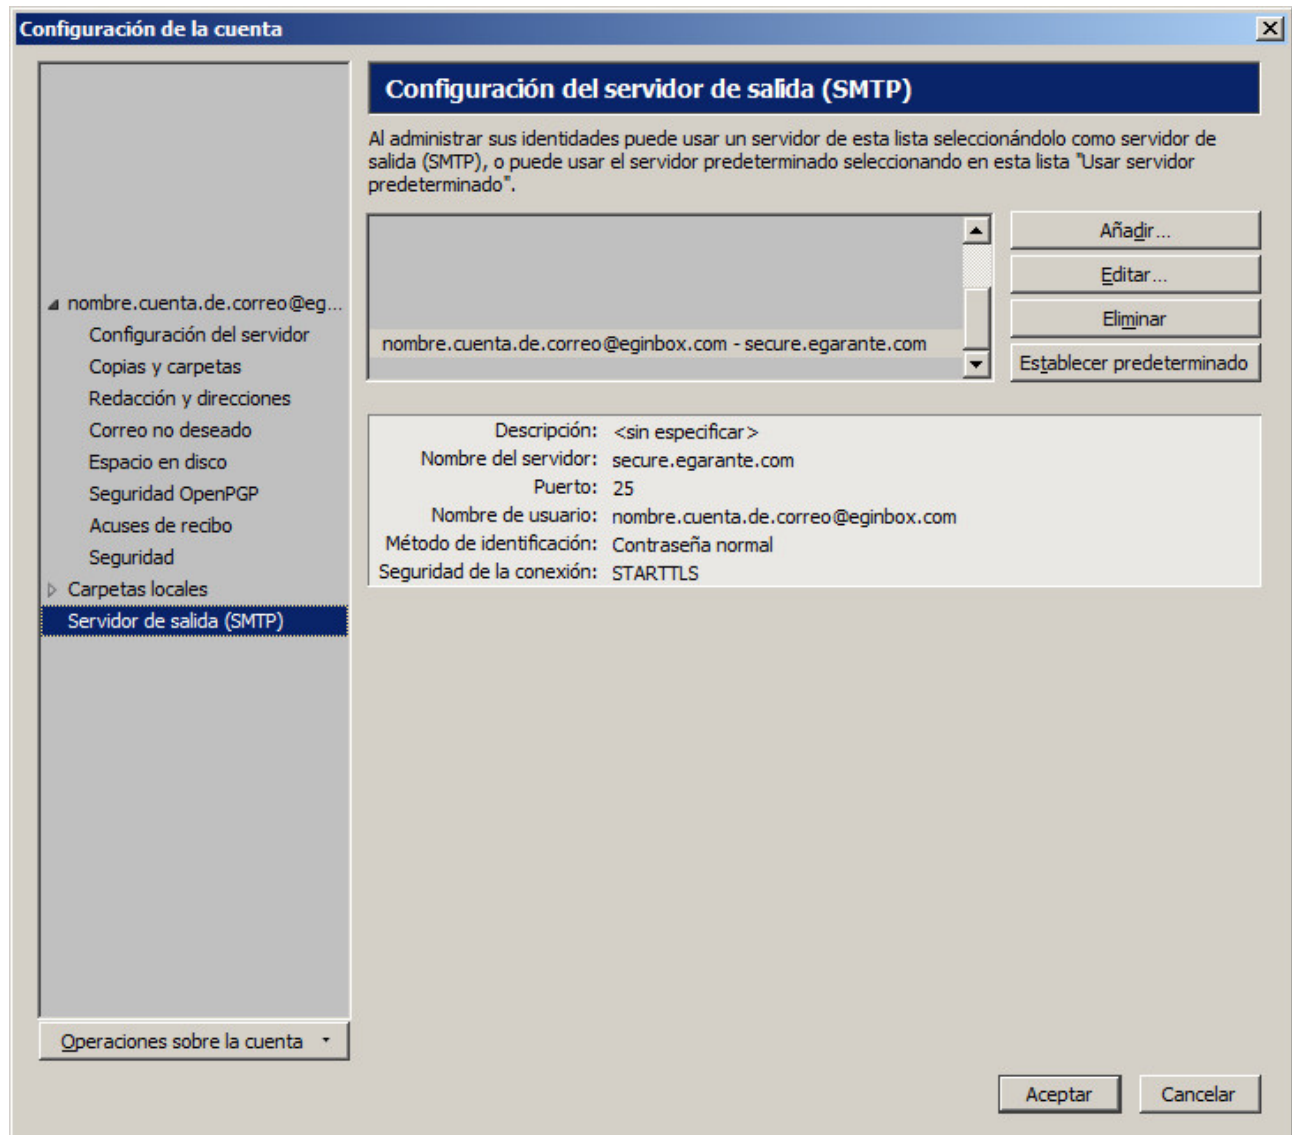 Configuración de la cuenta
nombre.cuenta.de.correo@eg...
Configuración del servidor
Copias y carpetas
Redacción y direcciones
Correo no deseado
Espacio en disco
Seguridad OpenPGP
Acuses de recibo
Seguridad
Carpetas locales
Servidor de salida (SMTP)
Operaciones sobre la cuenta
Configuración del servidor de salida (SMTP)
Al administrar sus identidades puede usar un servidor de esta lista seleccionándolo como servidor de
salida (SMTP), o puede usar el servidor predeterminado seleccionando en esta lista "Usar servidor
predeterminado".
nombre.cuenta.de.correo@eginbox.com - secure.egarante.com
Añadir...
Editar...
Eliminar
Establecer predeterminado
Descripción: <sin especificar>
Nombre del servidor: secure.egarante.com
Puerto: 25
Nombre de usuario: nombre.cuenta.de.correo@eginbox.com
Método de identificación: Contraseña normal
Seguridad de la conexión: STARTTLS
Aceptar
Cancelar